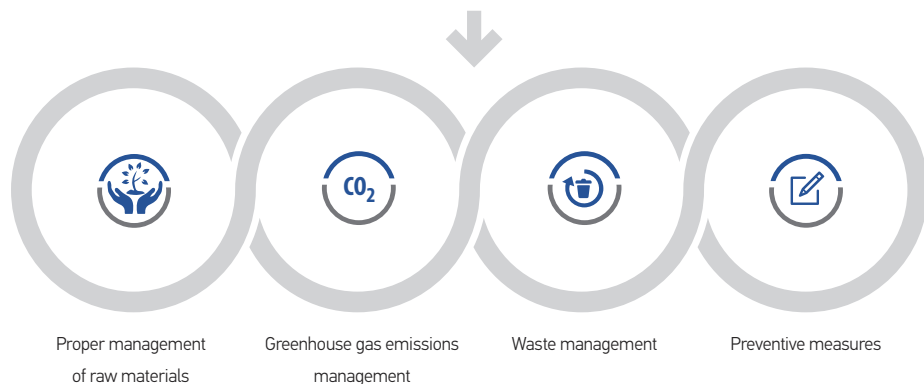 CO2
Proper management
of raw materials
Greenhouse gas emissions
management
Waste management
Preventive measures